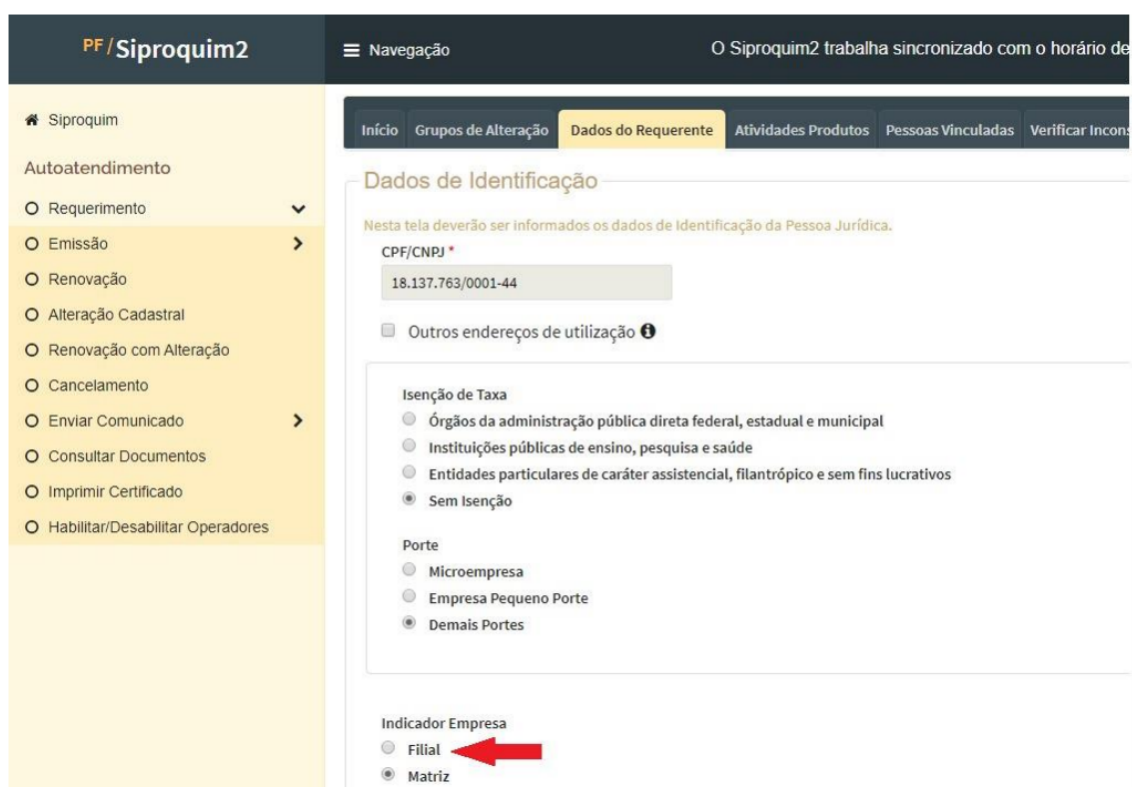 PF/Siproquim2
Navegação
O Siproquim2 trabalha sincronizado com o horário de
Siproquim
Autoatendimento
Requerimento
Emissão
Renovação
Alteração Cadastral
Renovação com Alteração
Cancelamento
Enviar Comunicado
Consultar Documentos
Imprimir Certificado
Habilitar/Desabilitar Operadores
Início Grupos de Alteração Dados do Requerente Atividades Produtos Pessoas Vinculadas Verificar Incons
Dados de Identificação
Nesta tela deverão ser informados os dados de Identificação da Pessoa Jurídica.
CPF/CNPJ *
18.137.763/0001-44
Outros endereços de utilização
Isenção de Taxa
Órgãos da administração pública direta federal, estadual e municipal
Instituições públicas de ensino, pesquisa e saúde
Entidades particulares de caráter assistencial, filantrópico e sem fins lucrativos
Sem Isenção
Porte
Microempresa
Empresa Pequeno Porte
Demais Portes
Indicador Empresa
Filial
Matriz